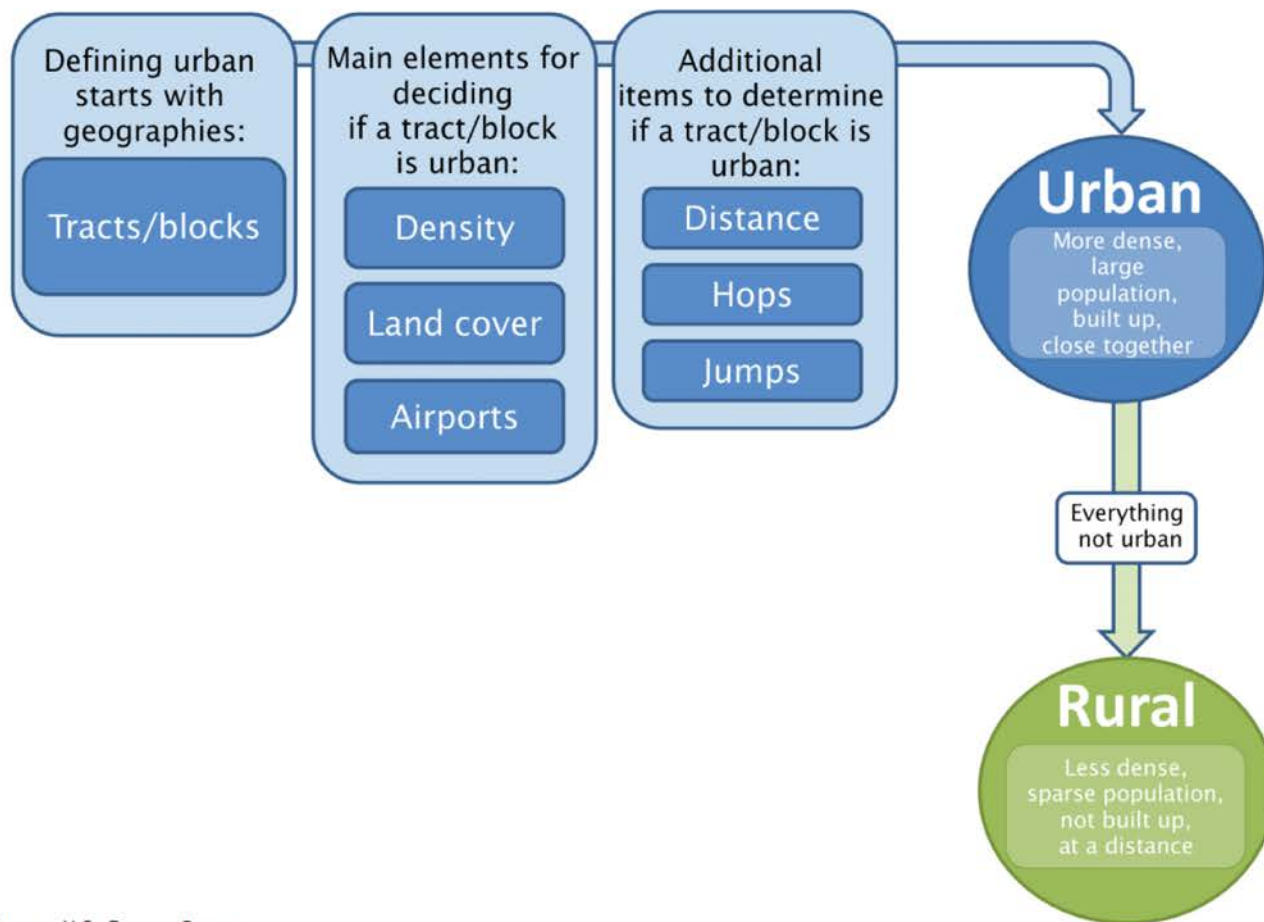 Defining urban
starts with
geographies:
Tracts/blocks
Main elements for
deciding
if a tract/block
is urban:
Density
Land cover
Airports
Additional
items to determine
if a tract/block is
urban:
Distance
Hops
Jumps
Urban
More dense,
large
population,
built up,
close together
Everything
not urban
Rural
Less dense,
sparse population,
not built up,
at a distance